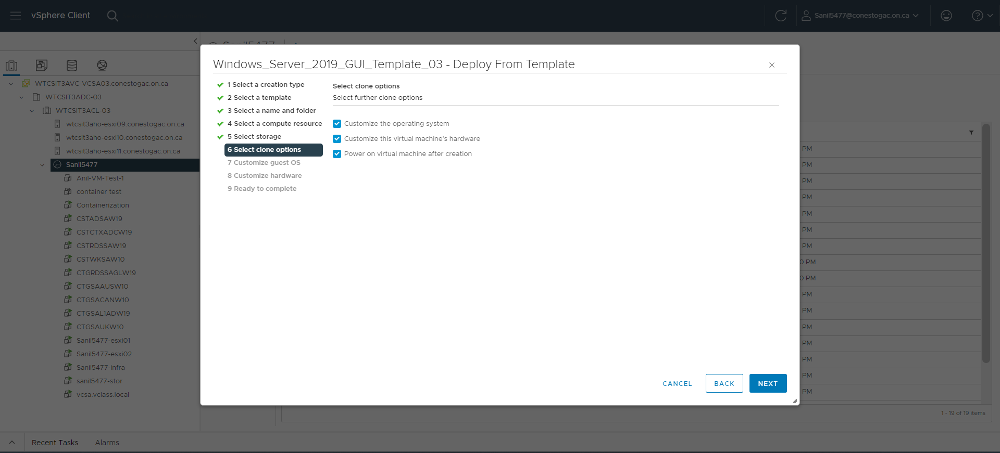 vSphere Client
Sanil5477@conestogac.on.ca
Sanil5477
WTCSIT3AVC-VCSA03.conestogac.on.ca
WTCSIT3ADC-03
WTCSIT3ACL-03
wtcsit3aho-esxi09.conestogac.on.ca
wtcsit3aho-esxi10.conestogac.on.ca
wtcsit3aho-esxi11.conestogac.on.ca
Sanil5477
Anil-VM-Test-1
container test
Containerization
CSTADSAW19
CSTCTXADCW19
CSTRDSSAW19
CSTWKSAW10
CTGRDSSAGLW19
CTGSAAUSW10
CTGSACANW10
CTGSAL1ADW19
CTGSAUKW10
Sanil5477-esxi01
Sanil5477-esxi02
Sanil5477-infra
sanil5477-stor
vcsa.vclass.local
Windows_Server_2019_GUI_Template_03 - Deploy From Template
1 Select a creation type
2 Select a template
3 Select a name and folder
4 Select a compute resource
5 Select storage
6 Select clone options
7 Customize guest OS
8 Customize hardware
9 Ready to complete
Select clone options
Select further clone options
Customize the operating system
Customize this virtual machine's hardware
Power on virtual machine after creation
CANCEL
BACK
NEXT
PM
PM
PM
PM
PM
PM
PM
0 PM
0 PM
PM
PM
PM
PM
PM
PM
PM
1 - 19 of 19 items
Recent Tasks
Alarms